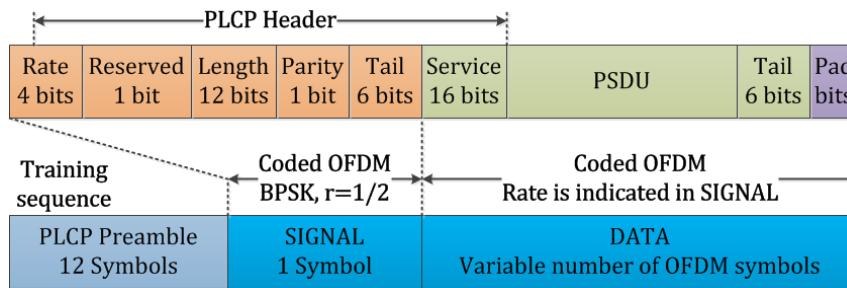 PLCP Header
Rate Reserved Length Parity Tail Service PSDU Tail Pad
4 bits 1 bit 12 bits 1 bit 6 bits 16 bits 6 bits bits
Training sequence
Coded OFDM
BPSK, r=1/2
Coded OFDM
Rate is indicated in SIGNAL
PLCP Preamble
12 Symbols
SIGNAL
1 Symbol
DATA
Variable number of OFDM symbols